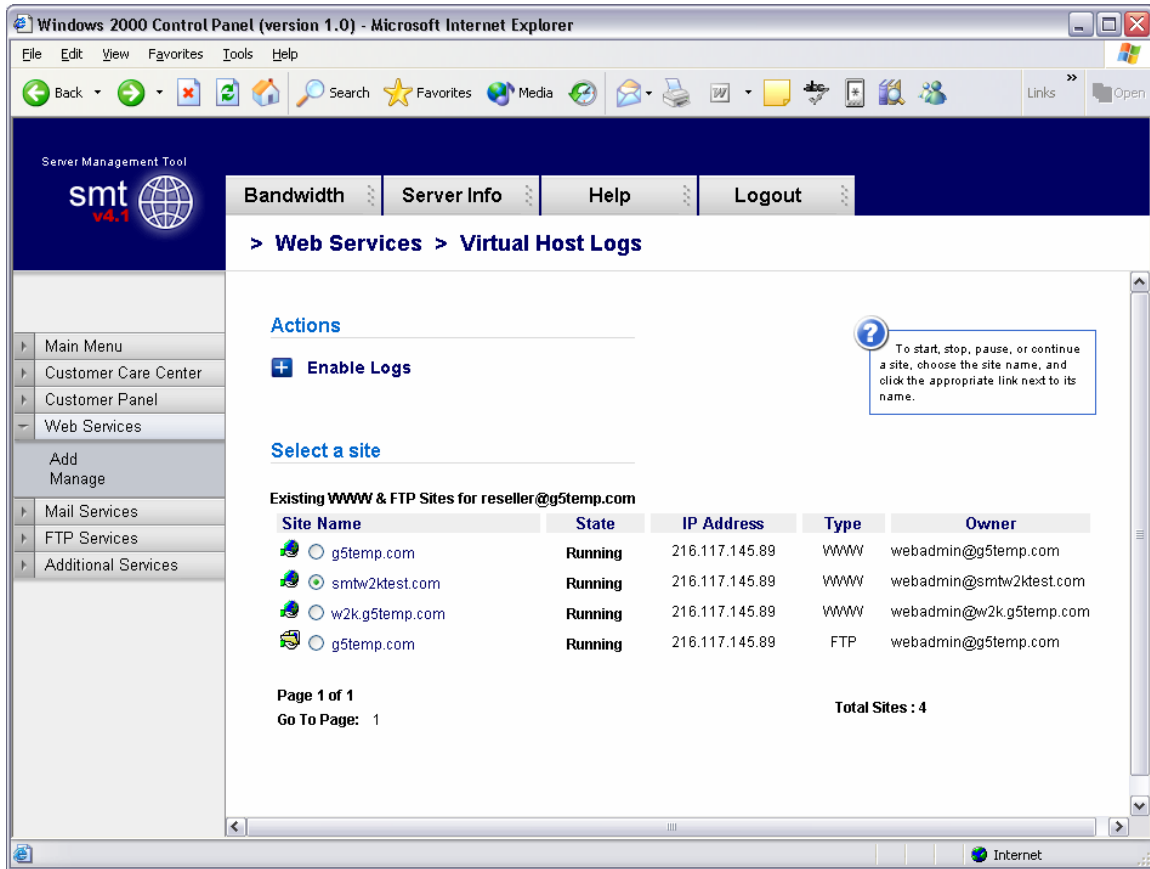 Windows 2000 Control Panel (version 1.0) - Microsoft Internet Explorer
File Edit View Favorites Tools Help
Back Search Favorites Media Links » Open
Server Management Tool
smt
v4.1
Bandwidth Server Info Help Logout
> Web Services > Virtual Host Logs
Main Menu
Customer Care Center
Customer Panel
Web Services
Add
Manage
Mail Services
FTP Services
Additional Services
Actions
Enable Logs
To start, stop, pause, or continue
a site, choose the site name, and
click the appropriate link next to its
name.
Select a site
Existing WWW & FTP Sites for reseller@g5temp.com
Site Name State IP Address Type Owner
g5temp.com Running 216.117.145.89 WWW webadmin@g5temp.com
smtw2ktest.com Running 216.117.145.89 WWW webadmin@smtw2ktest.com
w2k.g5temp.com Running 216.117.145.89 WWW webadmin@w2k.g5temp.com
g5temp.com Running 216.117.145.89 FTP webadmin@g5temp.com
Page 1 of 1
Go To Page: 1
Total Sites : 4
Internet